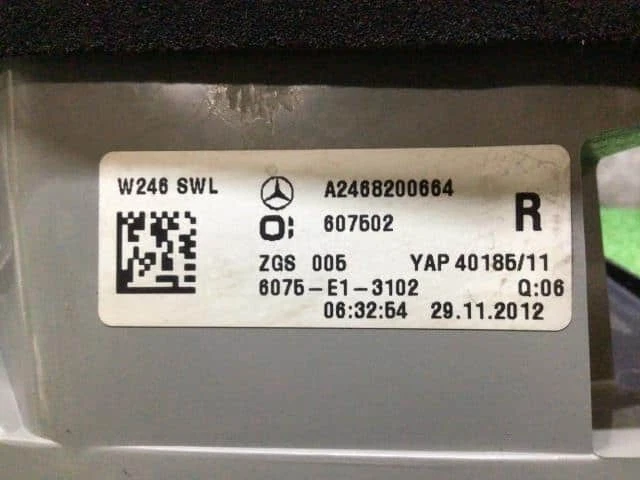 W246 SWL A2468200664
O: 607502 R
ZGS 005 YAP 40185/11
6075-E1-3102 Q:06
06:32:54 29.11.2012